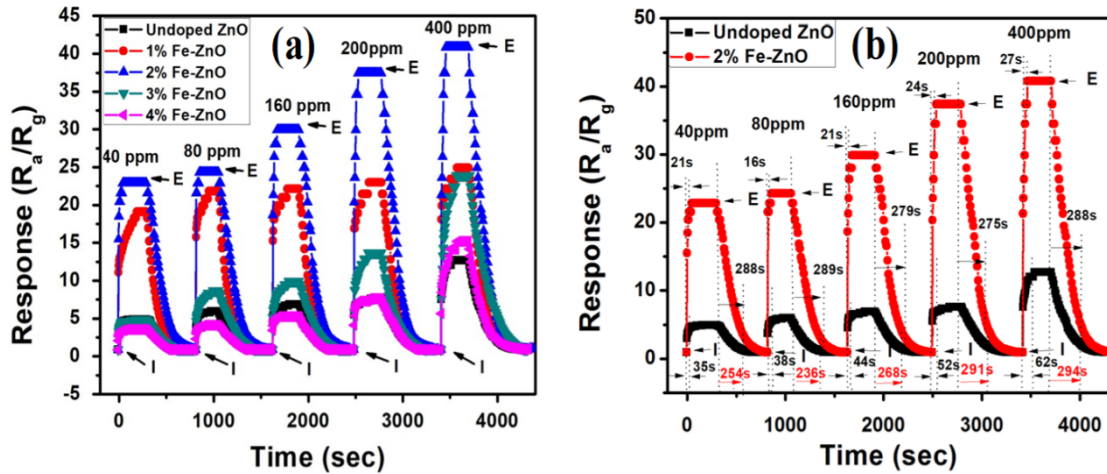 (a)
Undoped ZnO
1% Fe-ZnO
2% Fe-ZnO
3% Fe-ZnO
4% Fe-ZnO
40 ppm
80 ppm
160 ppm
200ppm
400 ppm
E
E
E
E
E
I
I
I
I
I
45
40
35
30
25
20
15
10
5
0
-5
Response (Ra/Rg)
0
1000
2000
3000
4000
Time (sec)
(b)
Undoped ZnO
2% Fe-ZnO
40ppm
80 ppm
160ppm
200ppm
400 ppm
21s
16s
21s
24s
27s
E
E
E
E
E
288s
289s
279s
275s
288s
I
I
I
I
I
35s
254s
38s
236s
44s
268s
52s
291s
62s
294s
50
40
30
20
10
0
Response (Ra/Rg)
0
1000
2000
3000
4000
Time (sec)